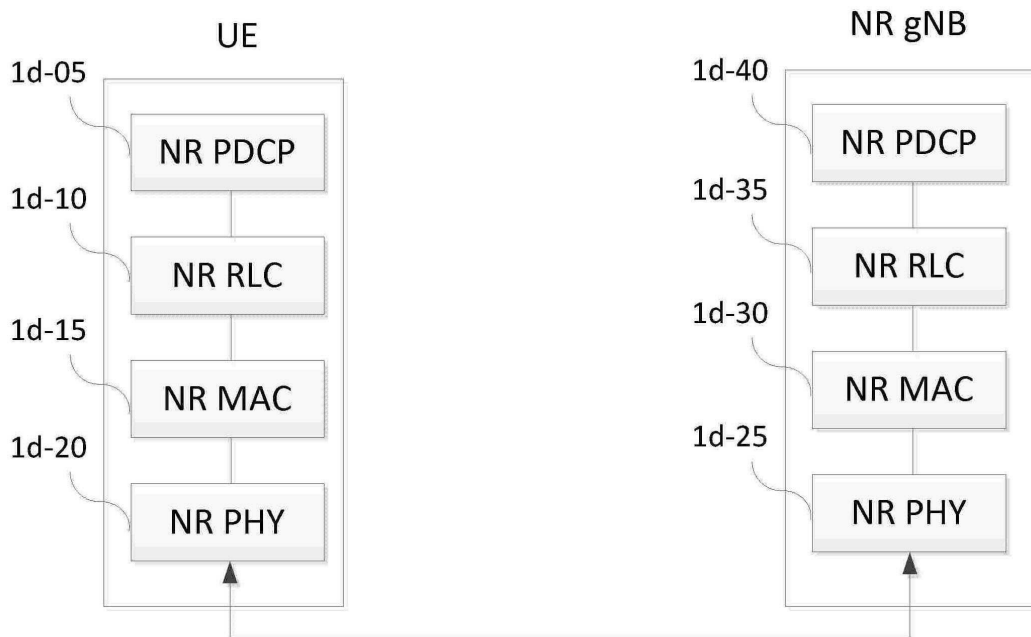 UE
1d-05
NR PDCP
1d-10
NR RLC
1d-15
NR MAC
1d-20
NR PHY
NR gNB
1d-40
NR PDCP
1d-35
NR RLC
1d-30
NR MAC
1d-25
NR PHY